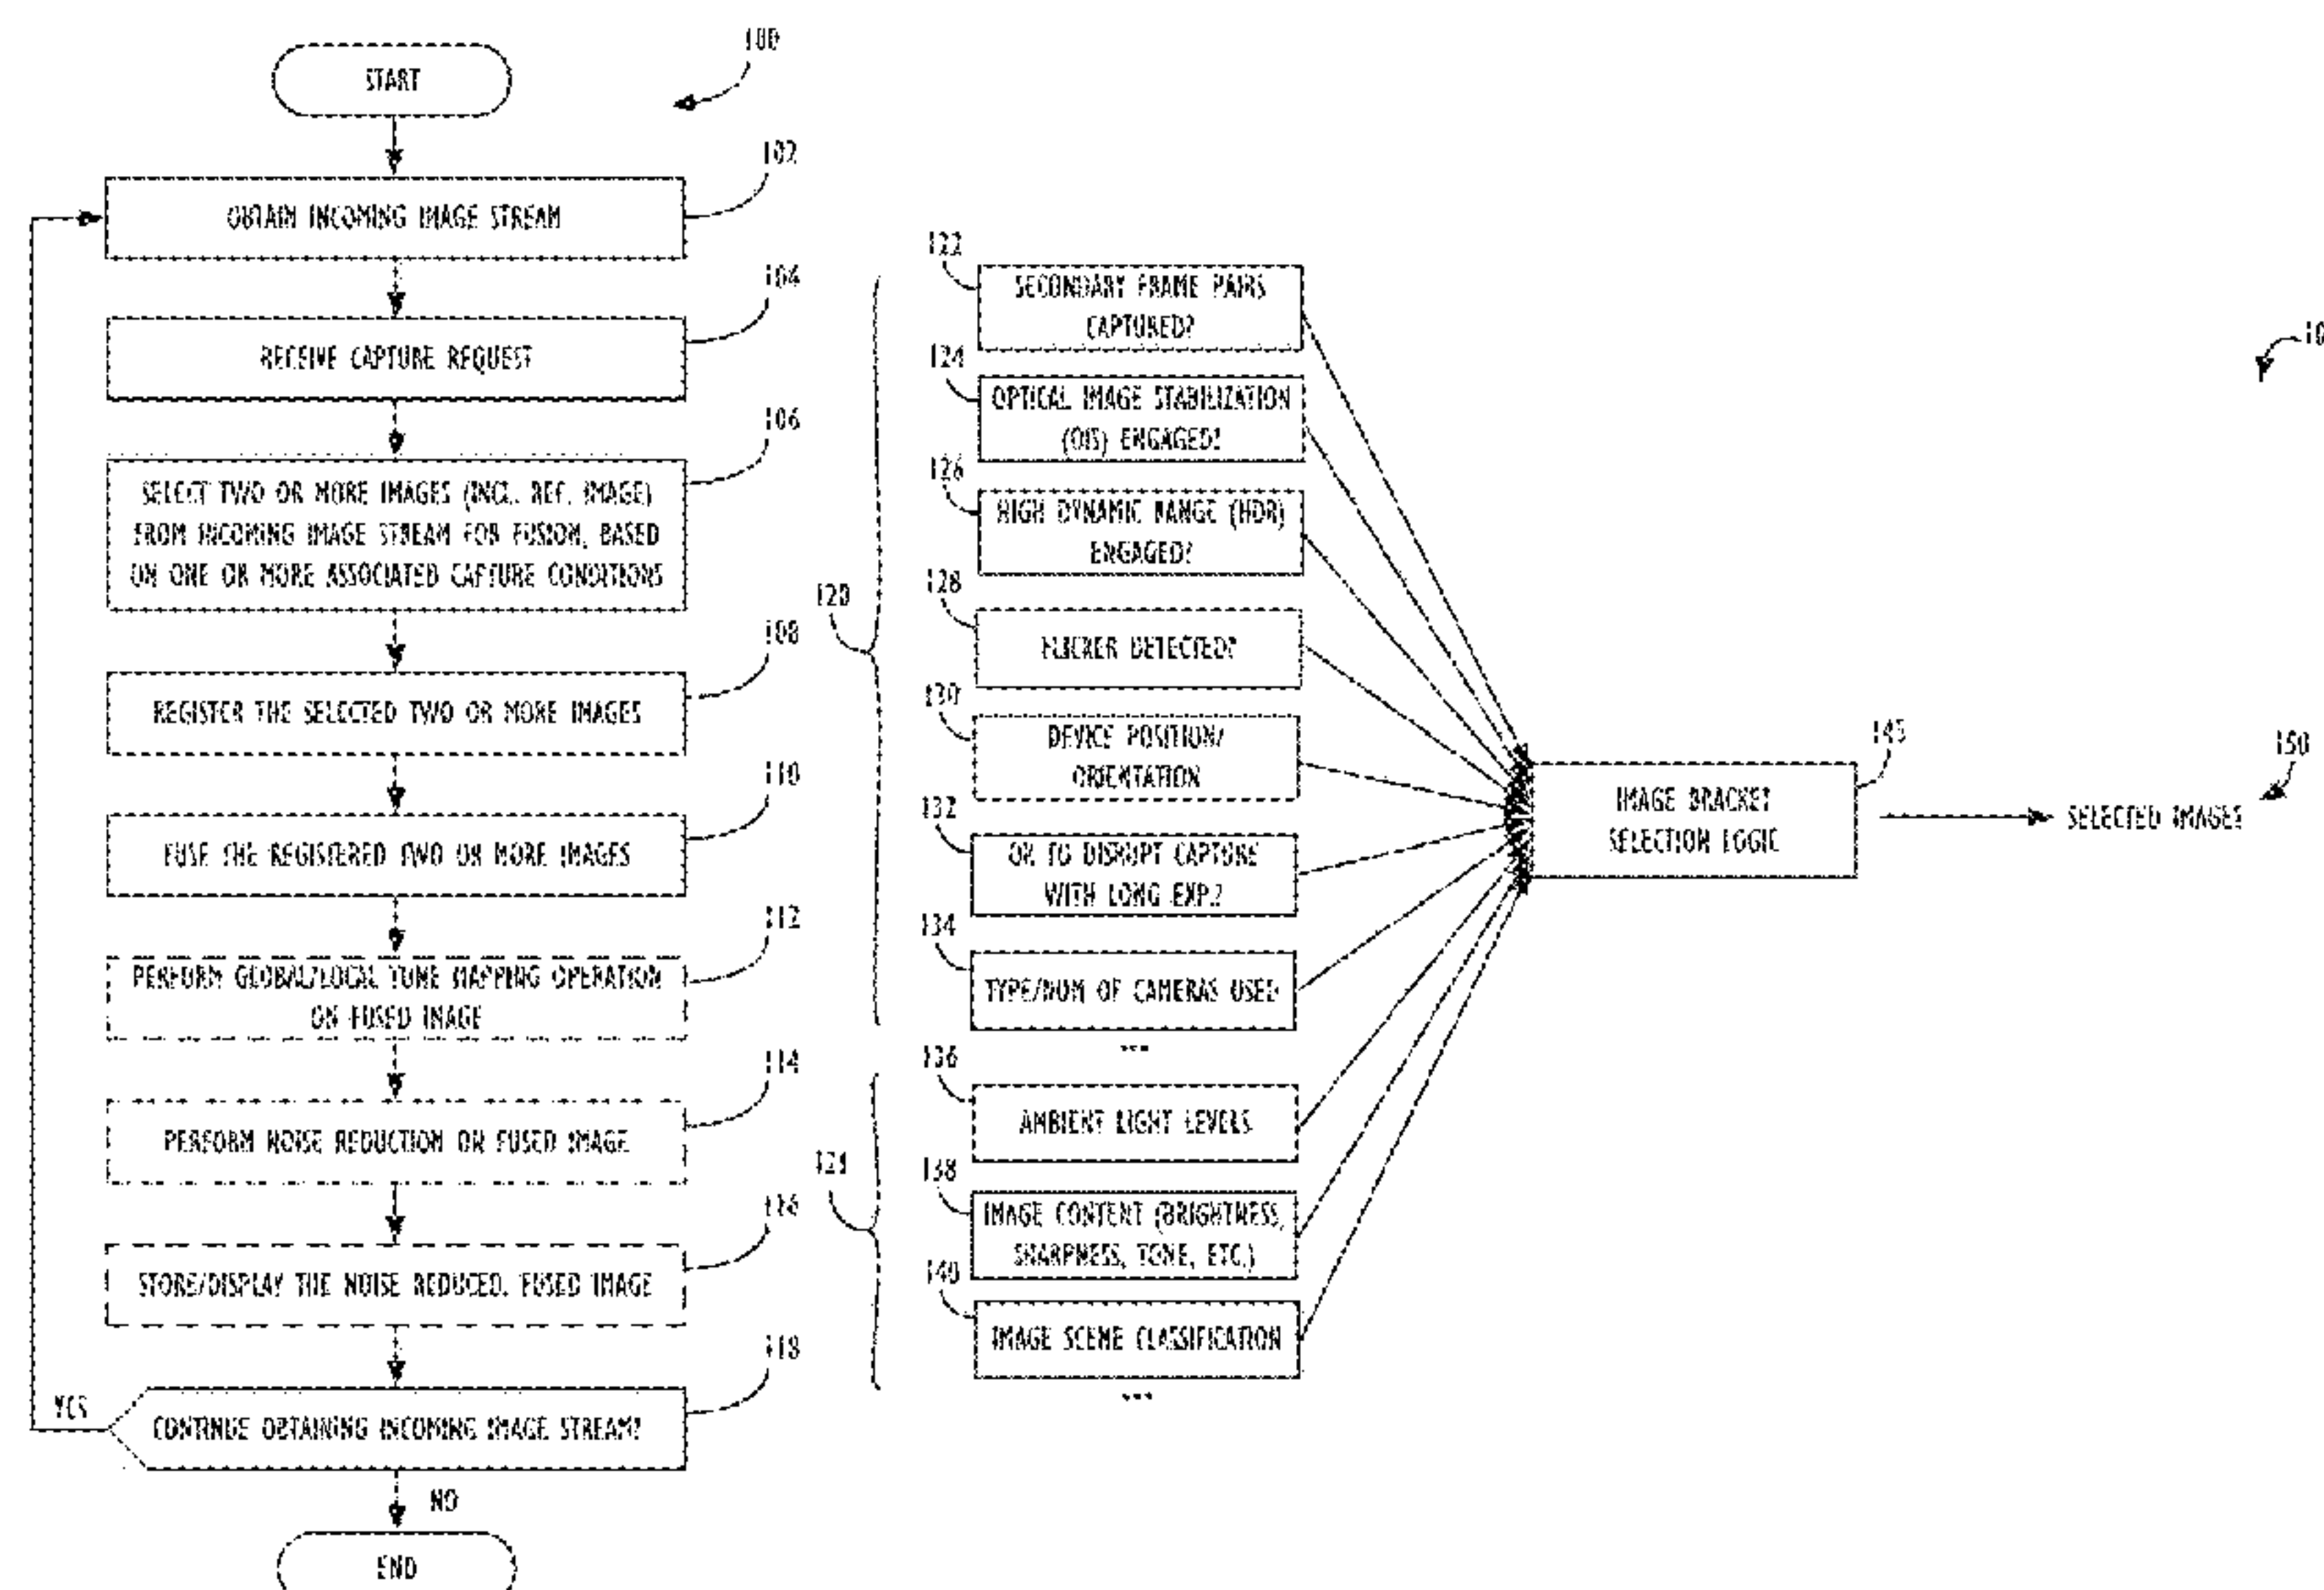 100
START
102
OBTAIN INCOMING IMAGE STREAM
104
RECEIVE CAPTURE REQUEST
106
SELECT TWO OR MORE IMAGES (INCL. REF. IMAGE)
FROM INCOMING IMAGE STREAM FOR FUSION, BASED
ON ONE OR MORE ASSOCIATED CAPTURE CONDITIONS
108
REGISTER THE SELECTED TWO OR MORE IMAGES
110
FUSE THE REGISTERED TWO OR MORE IMAGES
112
PERFORM GLOBAL/LOCAL TONE MAPPING OPERATION
ON FUSED IMAGE
114
PERFORM NOISE REDUCTION ON FUSED IMAGE
116
STORE/DISPLAY THE NOISE REDUCED, FUSED IMAGE
118
YES
CONTINUE OBTAINING INCOMING IMAGE STREAM?
NO
END
120
122
SECONDARY FRAME PAIRS
CAPTURED?
124
OPTICAL IMAGE STABILIZATION
(OIS) ENGAGED?
126
HIGH DYNAMIC RANGE (HDR)
ENGAGED?
128
FLICKER DETECTED?
130
DEVICE POSITION/
ORIENTATION
132
OK TO DISRUPT CAPTURE
WITH LONG EXP.?
134
TYPE/NUM OF CAMERAS USED
...
121
136
AMBIENT LIGHT LEVELS
138
IMAGE CONTENT (BRIGHTNESS,
SHARPNESS, TONE, ETC.)
140
IMAGE SCENE CLASSIFICATION
...
145
IMAGE BRACKET
SELECTION LOGIC
150
SELECTED IMAGES
10